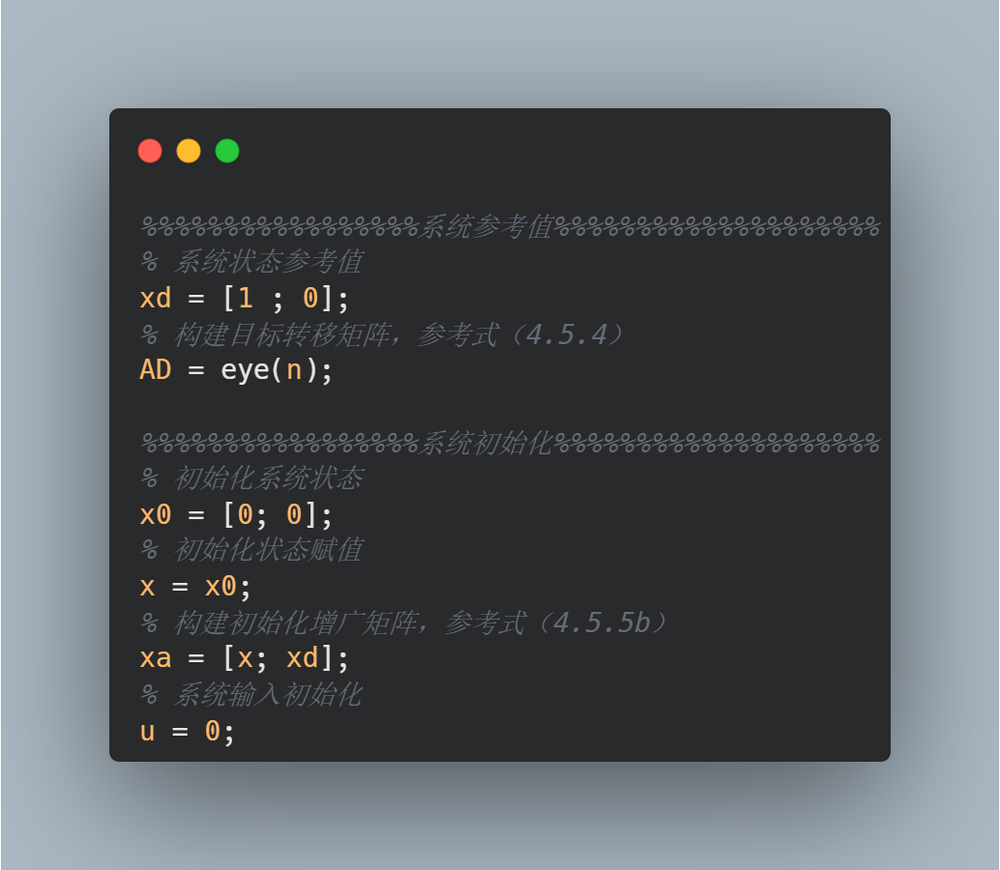 %%%%%%%%%%%%%%%%%系统参考值%%%%%%%%%%%%%%%%%%%%
% 系统状态参考值
xd = [1 ; 0];
% 构建目标转移矩阵，参考式（4.5.4）
AD = eye(n);
%%%%%%%%%%%%%%%%%系统初始化%%%%%%%%%%%%%%%%%%%%
% 初始化系统状态
x0 = [0; 0];
% 初始化状态赋值
x = x0;
% 构建初始化增广矩阵，参考式（4.5.5b）
xa = [x; xd];
% 系统输入初始化
u = 0;